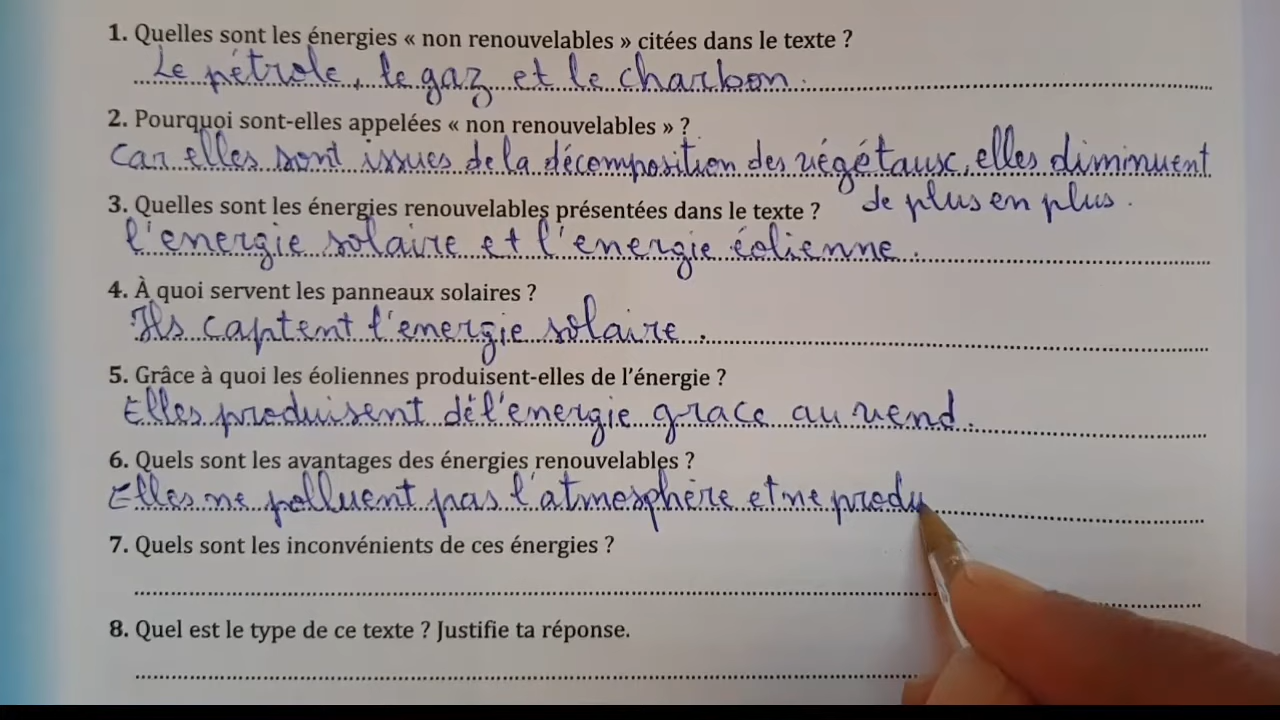 1. Quelles sont les énergies « non renouvelables » citées dans le texte ?
Le pétrole, le gaz et le charbon.
2. Pourquoi sont-elles appelées « non renouvelables » ?
Car elles sont issues de la décomposition des végétaux, elles diminuent
de plus en plus.
3. Quelles sont les énergies renouvelables présentées dans le texte ?
l'energie solaire et l'energie éolienne.
4. À quoi servent les panneaux solaires ?
Ils captent l'energie solaire.
5. Grâce à quoi les éoliennes produisent-elles de l'énergie ?
Elles produisent de l'energie grace au vend.
6. Quels sont les avantages des énergies renouvelables ?
Elles ne polluent pas l'atmosphère et ne produ
7. Quels sont les inconvénients de ces énergies ?
8. Quel est le type de ce texte ? Justifie ta réponse.